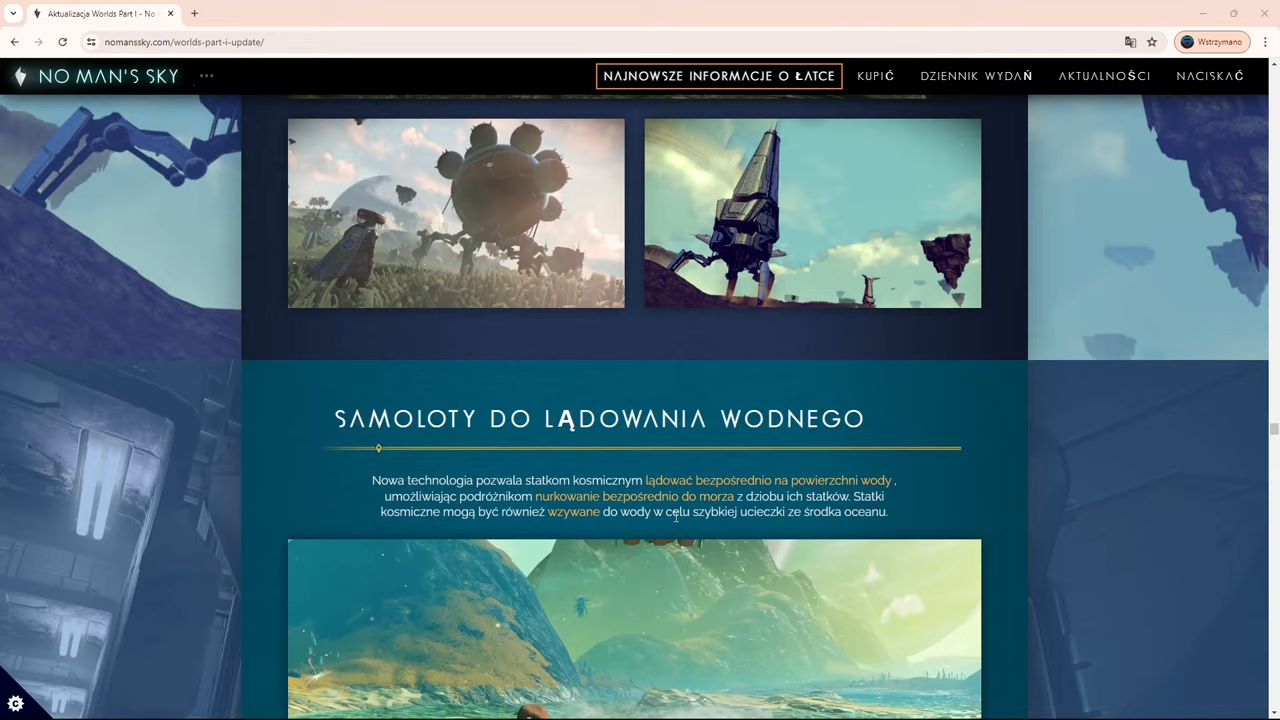 Aktualizacja Worlds Part I - No
nomanssky.com/worlds-part-i-update/
Wstrzymano
NO MAN'S SKY
NAJNOWSZE INFORMACJE O ŁATCE
KUPIĆ
DZIENNIK WYDAŃ
AKTUALNOŚCI
NACISKAĆ
SAMOLOTY DO LĄDOWANIA WODNEGO
Nowa technologia pozwala statkom kosmicznym lądować bezpośrednio na powierzchni wody ,
umożliwiając podróżnikom nurkowanie bezpośrednio do morza z dziobu ich statków. Statki
kosmiczne mogą być również wzywane do wody w celu szybkiej ucieczki ze środka oceanu.